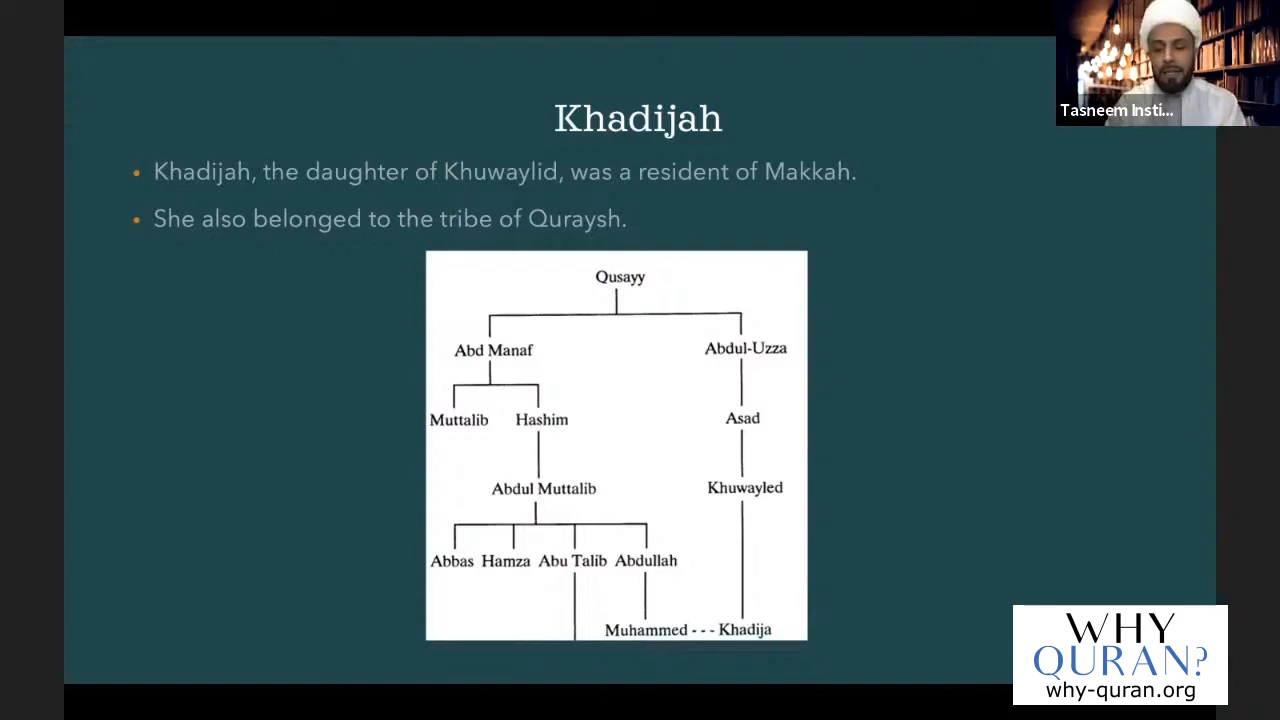 Khadijah
Tasneem Insti...
• Khadijah, the daughter of Khuwaylid, was a resident of Makkah.
• She also belonged to the tribe of Quraysh.
Qusayy
Abd Manaf Abdul-Uzza
Muttalib Hashim Asad
Abdul Muttalib Khuwayled
Abbas Hamza Abu Talib Abdullah
Muhammed - - - Khadija
WHY
QURAN?
why-quran.org